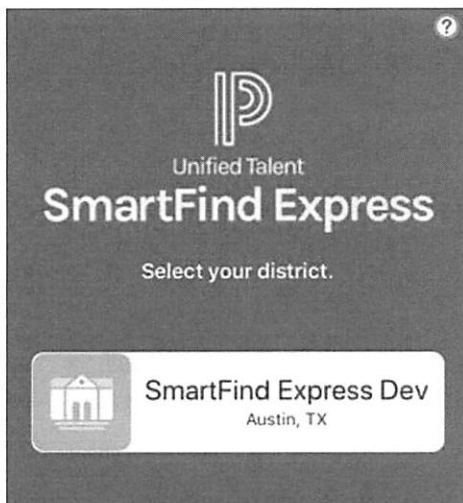 ?
Unified Talent
SmartFind Express
Select your district.
SmartFind Express Dev
Austin, TX